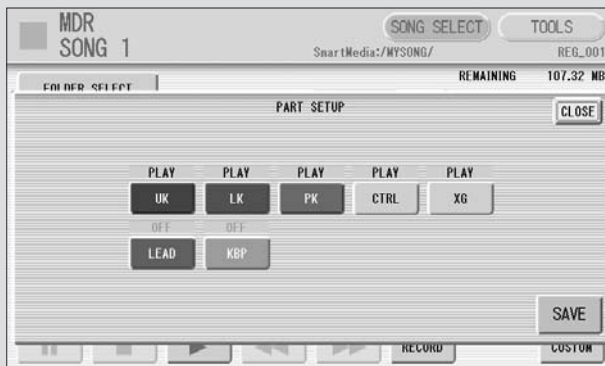 MDR
SONG 1
SONG SELECT
TOOLS
SmartMedia:/MYSONG/
REG_001
REMAINING 107.32 MB
FOLDER SELECT
PART SETUP
CLOSE
PLAY PLAY PLAY PLAY PLAY
UK LK PK CTRL XG
OFF OFF
LEAD KBP
SAVE
RECORD
CUSTOM